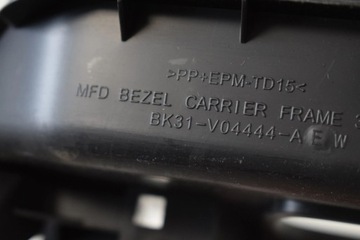 >PP+EPM-TD15<
MFD BEZEL CARRIER FRAME
BK31-V04444-A E W